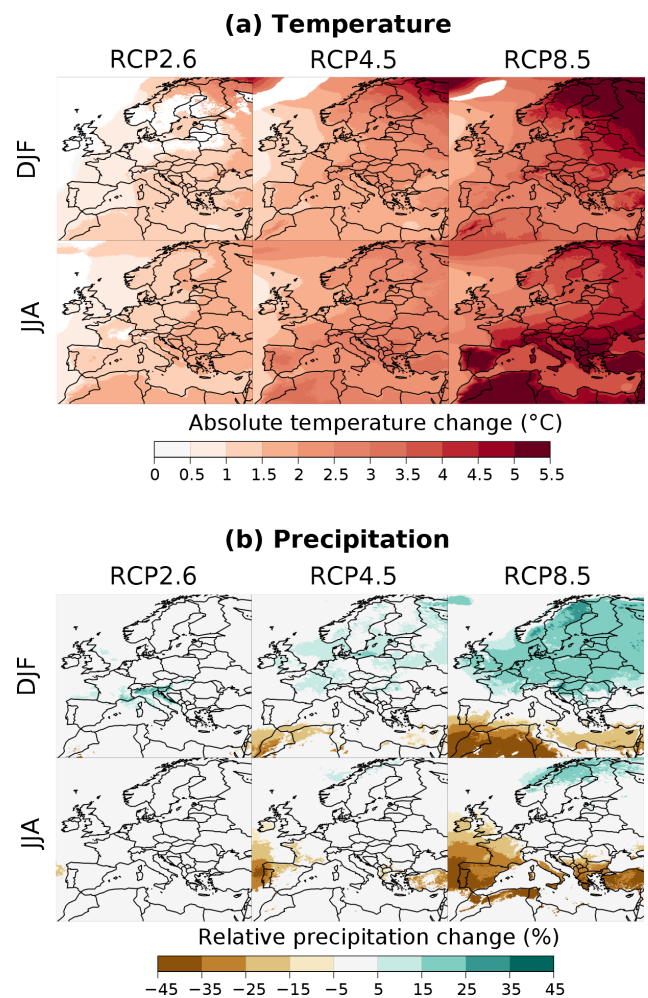 (a) Temperature
RCP2.6 RCP4.5 RCP8.5
DJF
JJA
Absolute temperature change (°C)
0 0.5 1 1.5 2 2.5 3 3.5 4 4.5 5 5.5
(b) Precipitation
RCP2.6 RCP4.5 RCP8.5
DJF
JJA
Relative precipitation change (%)
−45 −35 −25 −15 −5 5 15 25 35 45